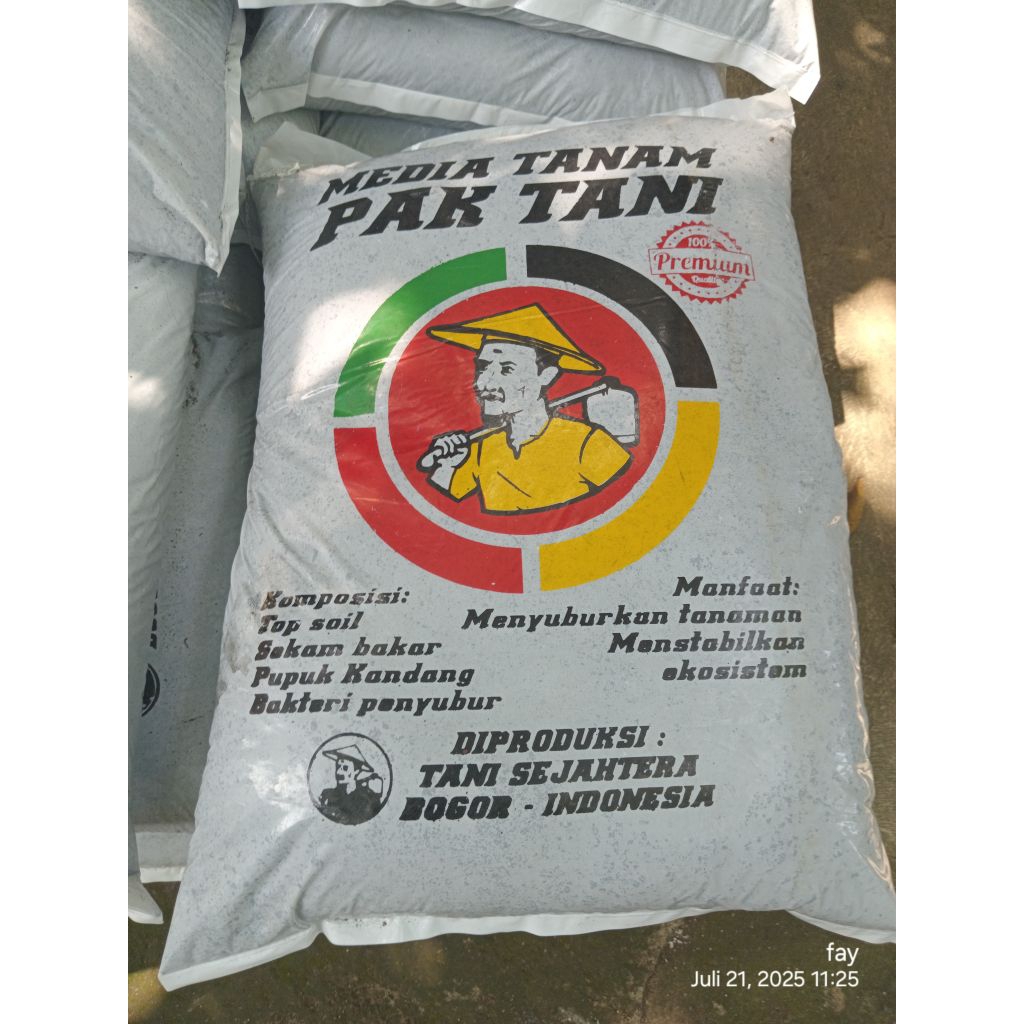 MEDIA TANAM
PAK TANI
100%
Premium
Quality
Komposisi:
Top soil
Sekam bakar
Pupuk Kandang
Bakteri penyubur
Manfaat:
Menyuburkan tanaman
Menstabilkan
ekosistem
DIPRODUKSI :
TANI SEJAHTERA
BOGOR - INDONESIA
fay
Juli 21, 2025 11:25